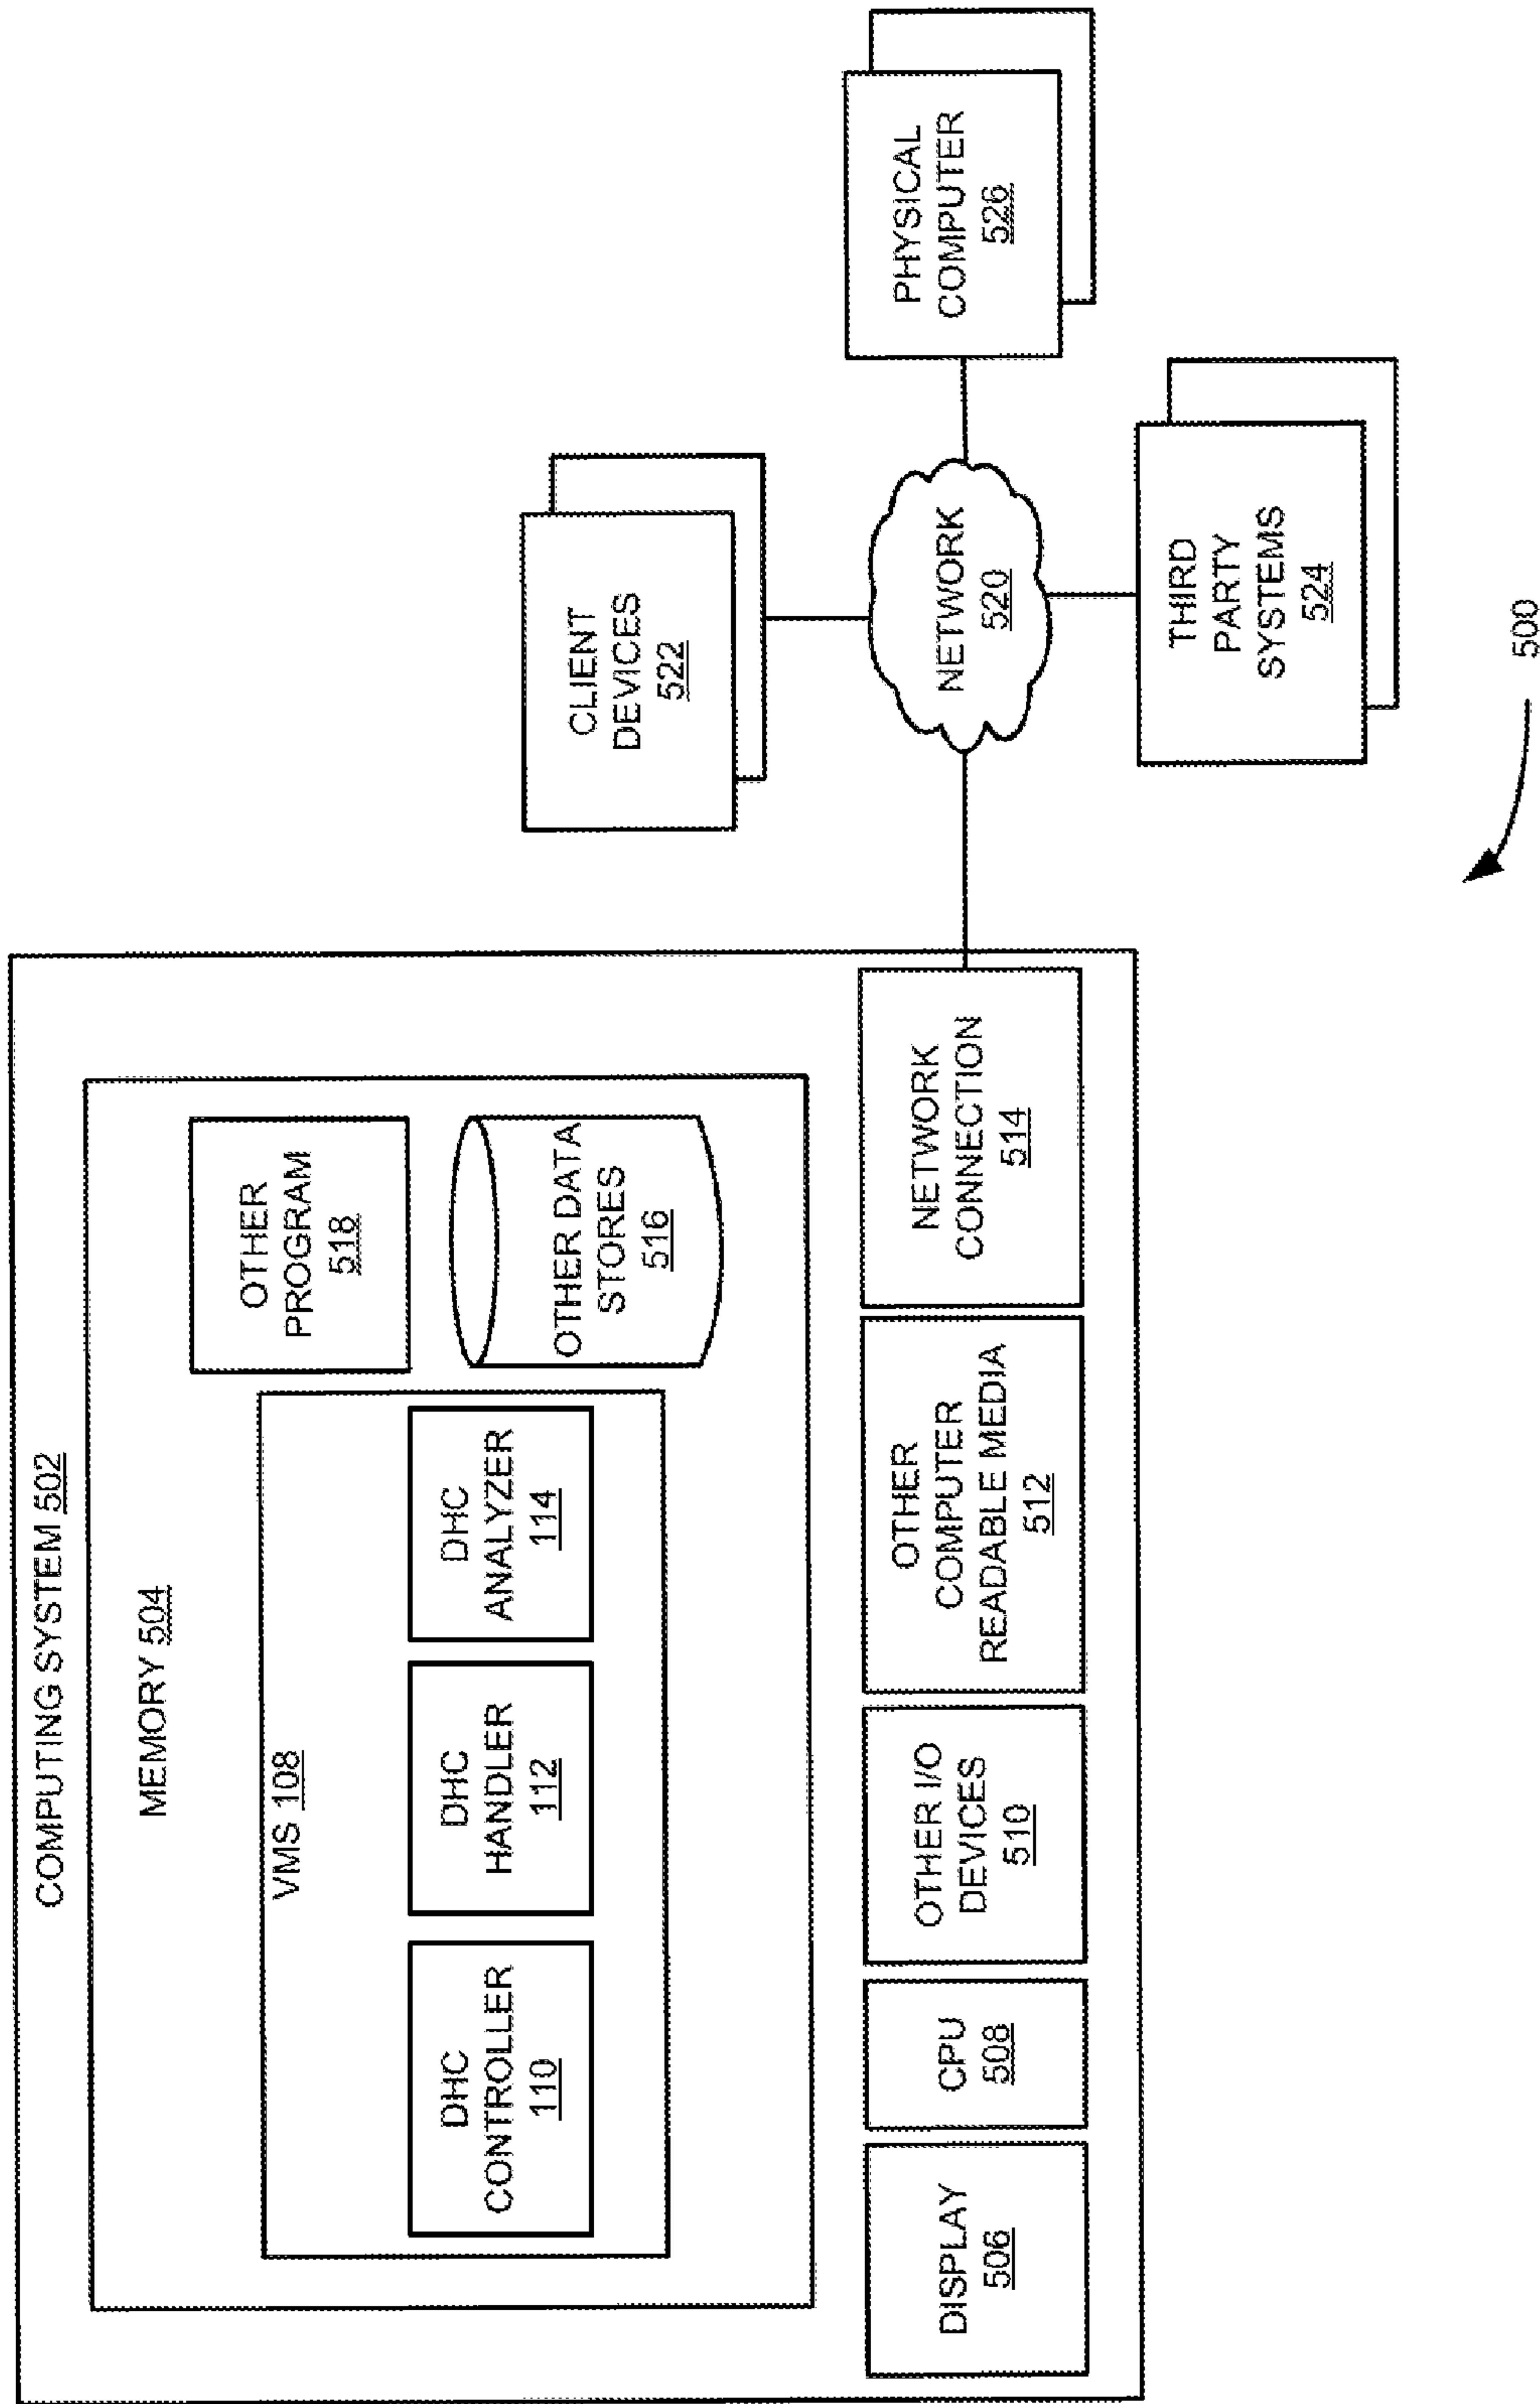 COMPUTING SYSTEM 502
MEMORY 504
VMS 108
DHC
CONTROLLER
110
DHC
HANDLER
112
DHC
ANALYZER
114
OTHER
PROGRAM
518
OTHER DATA
STORES
516
DISPLAY
506
CPU
508
OTHER I/O
DEVICES
510
OTHER
COMPUTER
READABLE MEDIA
512
NETWORK
CONNECTION
514
CLIENT
DEVICES
522
NETWORK
520
PHYSICAL
COMPUTER
526
THIRD
PARTY
SYSTEMS
524
500